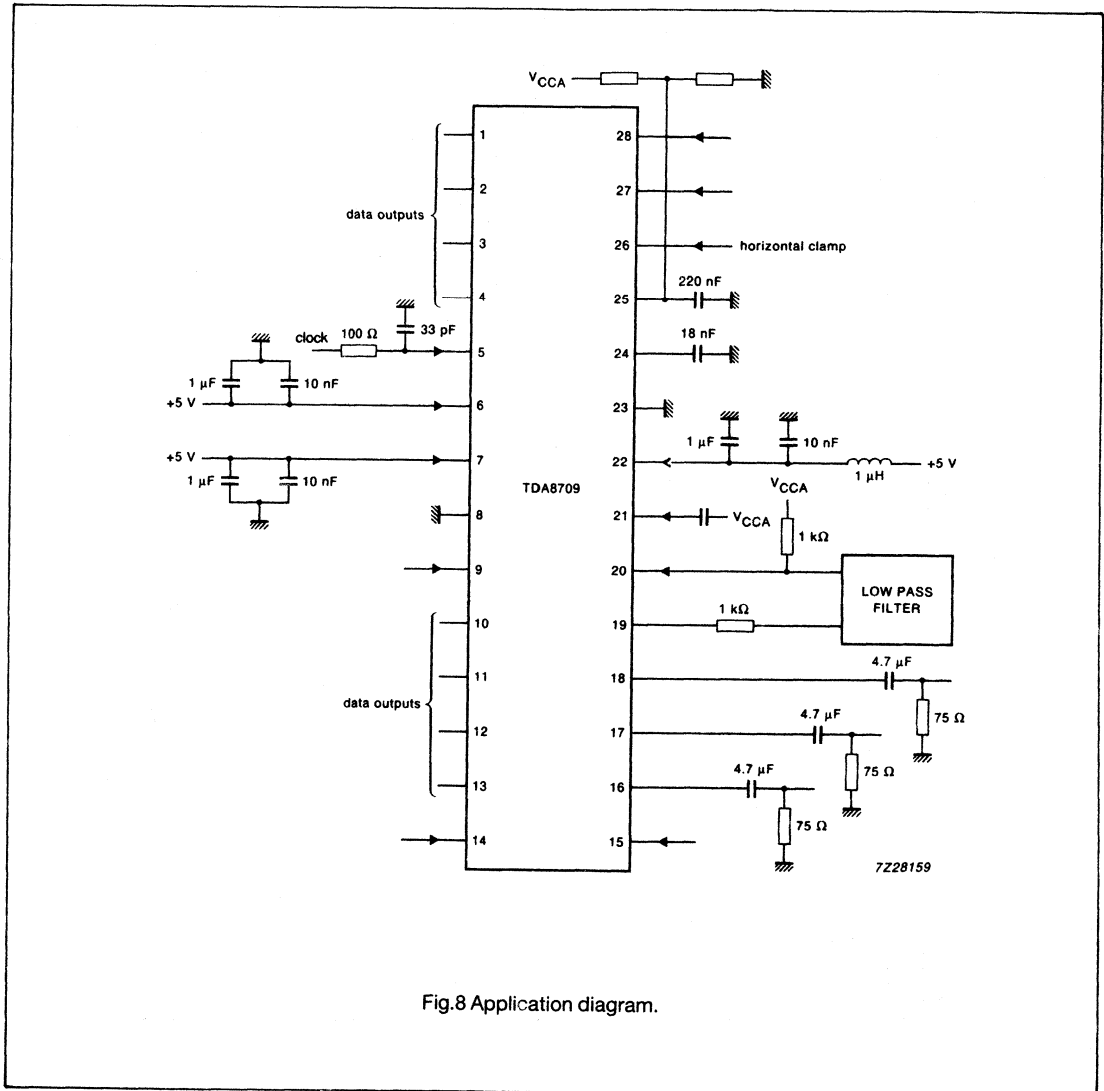 V_CCA
1
28
2
27
data outputs
3
26
horizontal clamp
220 nF
4
25
33 pF
18 nF
clock
100 Ω
5
24
1 µF
10 nF
+5 V
6
23
1 µF
10 nF
+5 V
7
22
+5 V
1 µF
10 nF
1 µH
TDA8709
V_CCA
8
21
V_CCA
1 kΩ
9
20
LOW PASS
FILTER
10
19
1 kΩ
11
18
4.7 µF
75 Ω
data outputs
12
17
4.7 µF
75 Ω
13
16
4.7 µF
75 Ω
14
15
7Z28159
Fig.8 Application diagram.